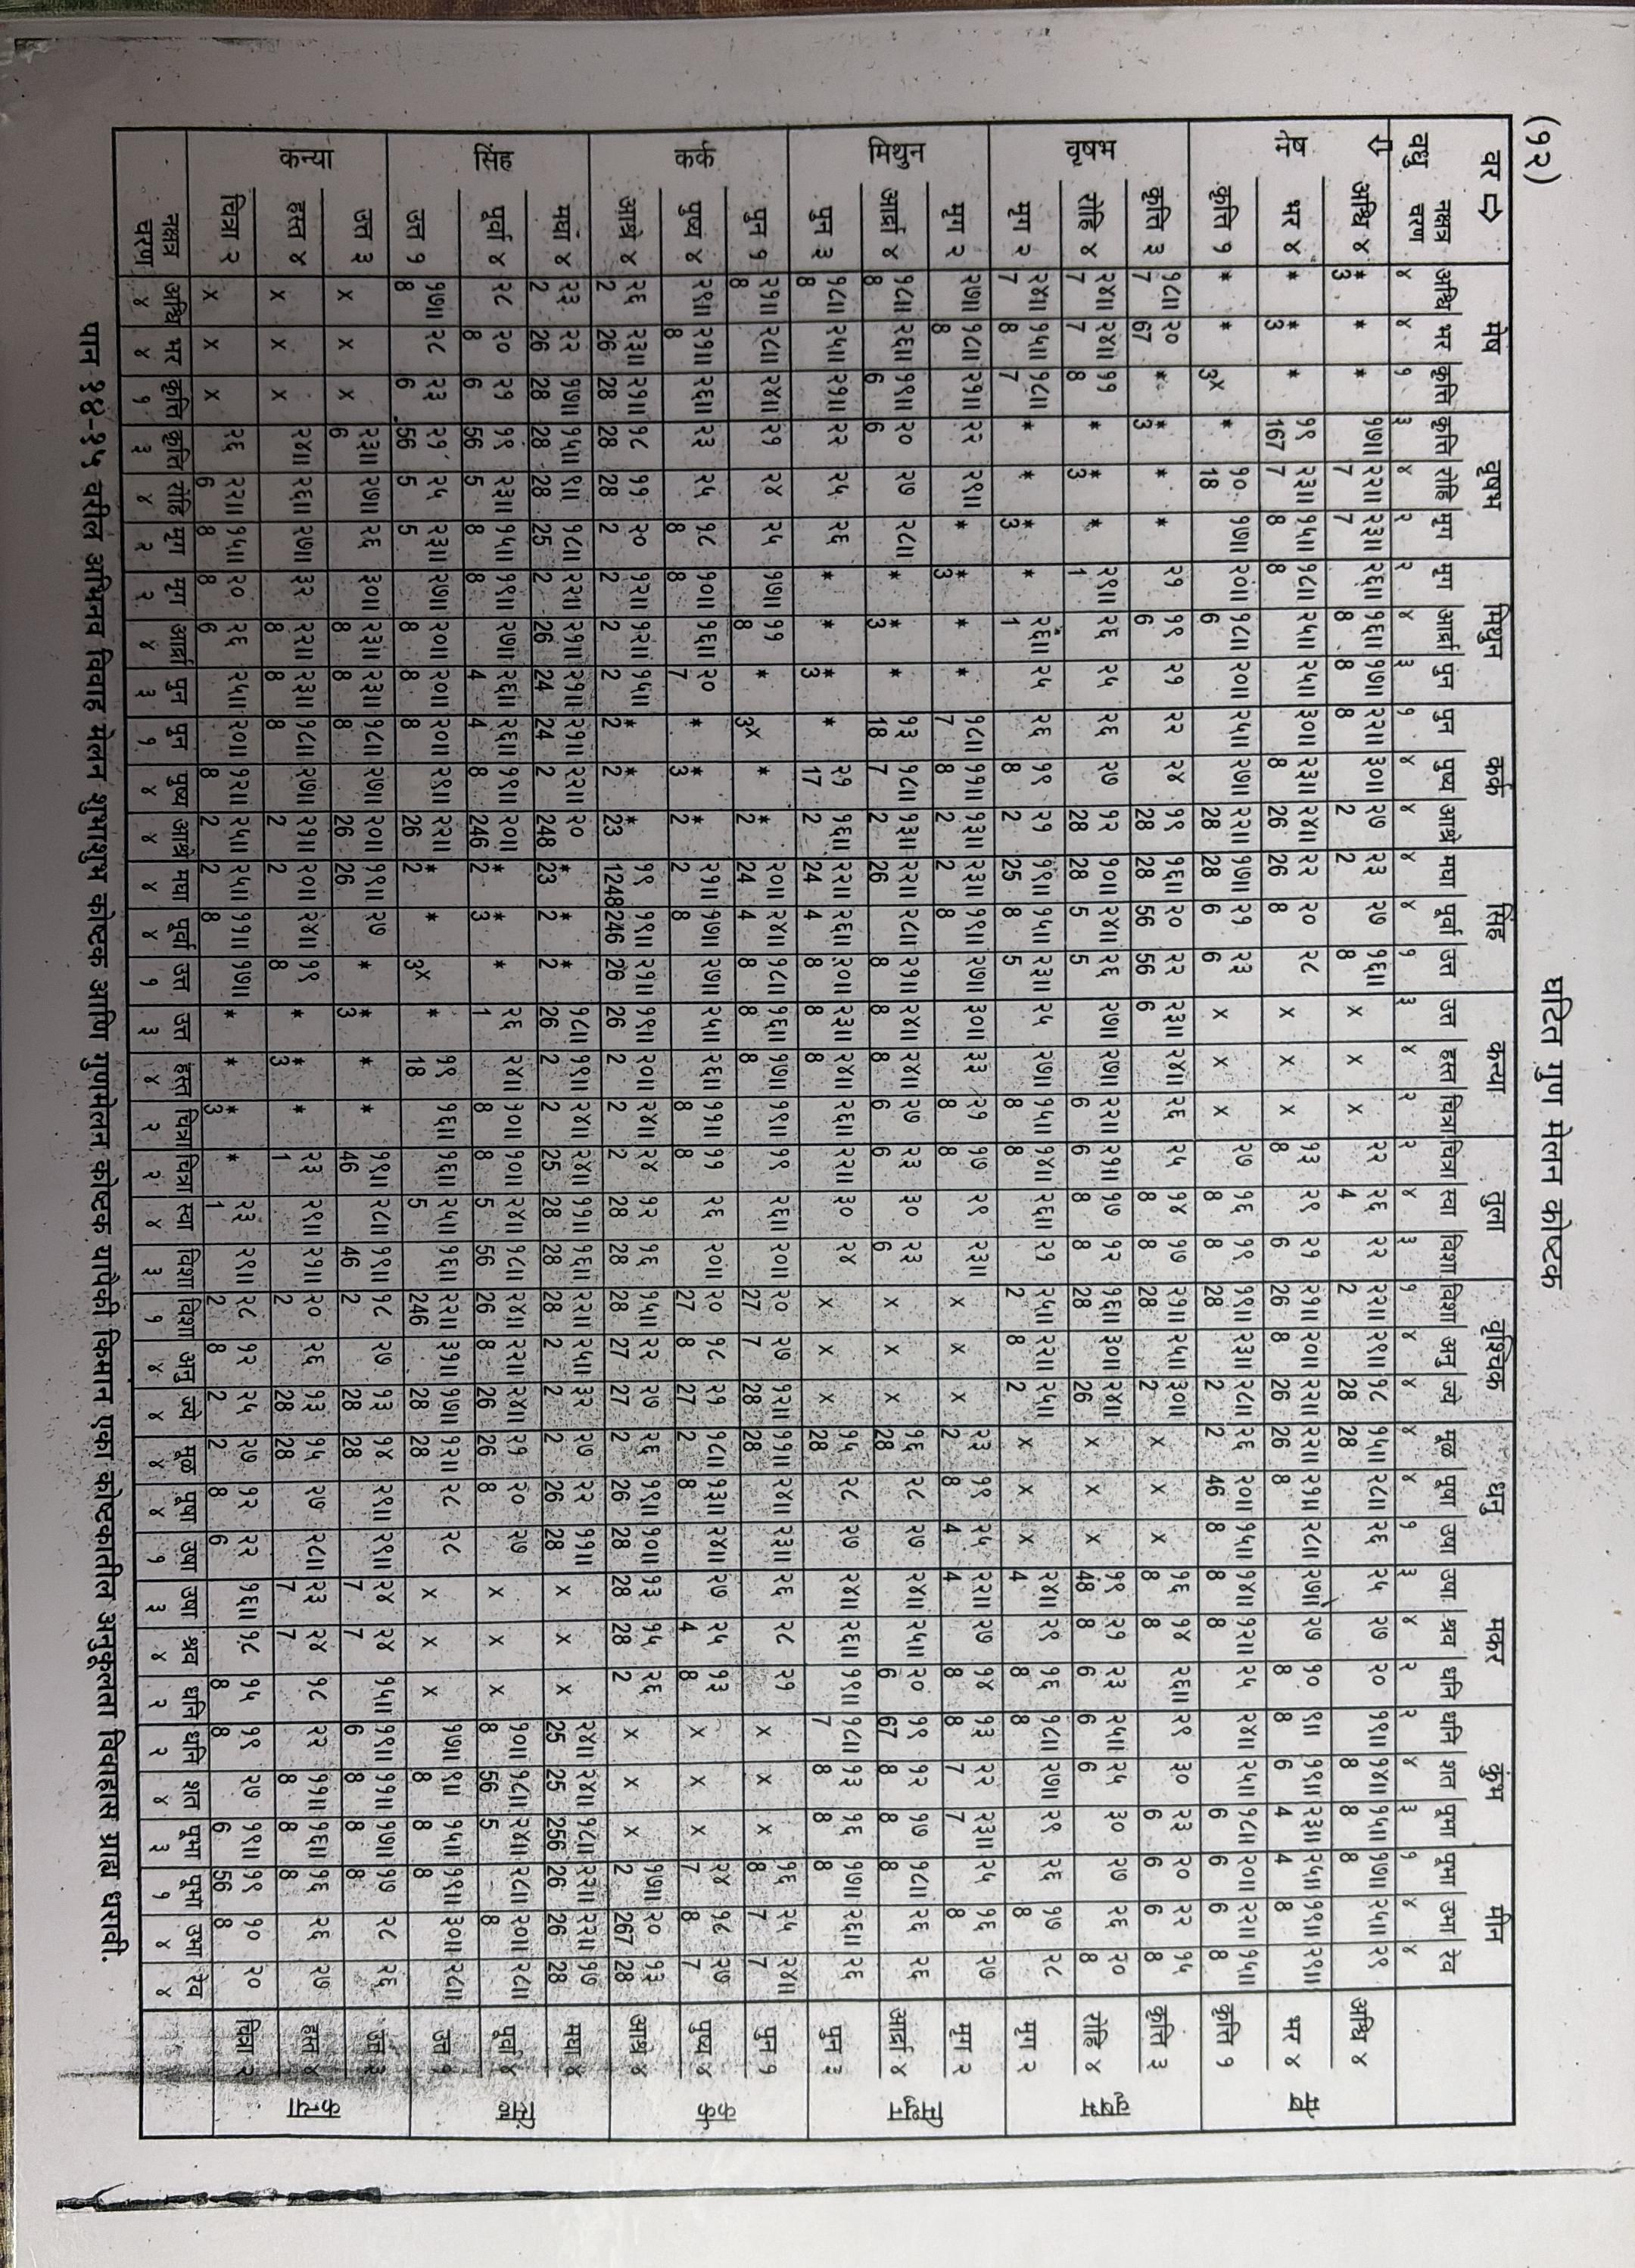 (१२)
घटित गुण मेलन कोष्टक
वर ⇨ मेष वृषभ मिथुन कर्क सिंह कन्या तुला वृश्चिक धनु मकर कुंभ मीन
नक्षत्र अश्वि भर कृत्ति कृत्ति रोहि मृग मृग आर्द्रा पुन पुन पुष्य आश्रे मघा पूर्वा उत्त उत्त हस्त चित्रा चित्रा स्वा विशा विशा अनु ज्ये मूळ पूषा उषा उषा श्रव धनि धनि शत पूभा पूभा उभा रेव
वधु चरण ४ ४ १ ३ ४ २ २ ४ ३ १ ४ ४ ४ ४ १ ३ ४ २ २ ४ ३ १ ४ ४ ४ ४ १ ३ ४ २ २ ४ ३ १ ४ ४
मेष
अश्वि ४ * * * १७॥ २२॥ २३॥ २६॥ १६॥ १७॥ २२॥ ३०॥ २७ २३ २७ १६॥ x x x २२ २६ २२ २२॥ २९॥ १८ १५॥ २८॥ २६ २५ २७ २० १९॥ १४॥ १५॥ १७॥ २५॥ २९ अश्वि ४
3 7 7 8 8 8 2 2 8 4 2 28 28 8 8 8
भर ४ * * * १९ २३॥ १५॥ १८॥ २५॥ २५॥ ३०॥ २३॥ २४॥ २२ २० २८ x x x १३ २९ २१ २१॥ २०॥ २२॥ २२॥ २१॥ २८॥ २७॥ २७ १० ९॥ १९॥ २३॥ २५॥ १९॥ २९॥ भर ४
3 167 7 8 8 8 26 26 8 8 6 26 8 26 26 8 8 8 6 4 4 8
कृत्ति १ * * 3x * १० १७॥ २०॥ १८॥ २०॥ २५॥ २७॥ २२॥ १७॥ २१ २३ x x x २७ १६ १९ १९॥ २३॥ २८॥ २६ २०॥ १५॥ १४॥ १२॥ २५ २४॥ २५॥ १८॥ २०॥ २२॥ १५॥ कृत्ति १
18 6 28 28 6 6 8 8 28 2 2 46 8 8 8 6 6 6 8
मेष
वृषभ
कृत्ति ३ १८॥ २० * * * * २१ १९ २१ २२ २४ १९ १६॥ २० २२ २३॥ २४॥ २६ २५ १४ १७ २१॥ २५॥ ३०॥ x x x १६ १४ २६॥ २९ ३० २३ २० २२ १५ कृत्ति ३
7 67 3 6 28 28 56 56 6 8 8 28 2 8 8 6 6 6 8
रोहि ४ २४॥ २४॥ ११ * * * २९॥ २६ २५ २६ २७ १२ १०॥ २४॥ २६ २७॥ २७॥ २२॥ २१॥ १७ १२ १६॥ ३०॥ २४॥ x x x १९ २१ २३ २५॥ २५ ३० २७ २६ २० रोहि ४
7 7 8 3 1 28 28 5 5 6 6 8 8 28 26 48 8 6 6 6 8
मृग २ २४॥ १५॥ १८॥ * * * * २६॥ २५ २६ १९ २१ १९॥ १५॥ २३॥ २५ २७॥ १५॥ १४॥ २६॥ २१ २५॥ २२॥ २५॥ x x x २४॥ २९ १६ १८॥ २७॥ २९ २६ १७ २८ मृग २
7 8 7 3 1 8 2 25 8 5 8 8 2 8 2 4 8 8 8
वृषभ
मिथुन
मृग २ २७॥ १८॥ २१॥ २२ २९॥ * * * * १८॥ ११॥ १३॥ २३॥ १९॥ २७॥ ३०॥ ३३ २१ १७ २९ २३॥ x x x २३ १९ २५ २२॥ २७ १४ १३ २२ २३॥ २५ १६ २७ मृग २
8 3 7 8 2 2 8 8 8 2 8 4 4 8 8 7 7 8
आर्द्रा ४ १८॥ २६॥ १९॥ २० २७ २८॥ * * * १३ १८॥ १३॥ २२॥ २८॥ २१॥ २४॥ २४॥ २७ २३ ३० २३ x x x १६ २८ २७ २४॥ २५॥ २० १९ १२ १७ १८॥ २६ २६ आर्द्रा ४
8 6 6 3 18 7 2 26 8 8 8 6 6 6 28 6 67 8 8 8
पुन ३ १८॥ २५॥ २१॥ २२ २५ २६ * * * * २१ १६॥ २२॥ २६॥ २०॥ २३॥ २४॥ २६॥ २२॥ ३० २४ x x x १५ २८ २७ २४॥ २६॥ १९॥ १८॥ १३ १६ १७॥ २६॥ २६ पुन ३
8 3 17 2 24 4 8 8 8 28 7 8 8 8
मिथुन
कर्क
पुन १ २१॥ २८॥ २४॥ २१ २४ २५ १७॥ ११ * 3x * * २०॥ २४॥ १८॥ १६॥ १७॥ १९॥ १९ २६॥ २०॥ २० २७ १२॥ ११॥ २४॥ २३॥ २६ २८ २१ x x x १६ २५ २४॥ पुन १
8 8 2 24 4 8 8 8 27 7 28 28 8 7 7
पुष्य ४ २९॥ २१॥ २६॥ २३ २५ १८ १०॥ १६॥ २० * * * २१॥ १७॥ २७॥ २५॥ २६॥ ११॥ ११ २६ २०॥ २० १८ २१ १८॥ १३॥ २४॥ २७ २५ १३ x x x २४ १८ २७ पुष्य ४
8 8 8 7 3 2 2 8 8 8 27 8 27 2 8 4 8 7 8 7
आश्रे ४ २६ २३॥ २१॥ १८ ११ २० १२॥ १२॥ १५॥ * * * १९ १९॥ २१॥ १९॥ २०॥ २४॥ २४ १२ १६ १५॥ २२ २७ २६ १९॥ १०॥ १३ १५ २६ x x x १७॥ २० १३ आश्रे ४
2 26 28 28 28 2 2 2 2 2 2 23 1248 246 26 26 2 2 2 28 28 28 27 27 2 26 28 28 28 2 2 267 28
कर्क
सिंह
मघा ४ २३ २२ १७॥ १५॥ ९॥ १८॥ २२॥ २१॥ २१॥ २१॥ २२॥ २० * * * १८॥ १९॥ २४॥ २४॥ ११॥ १६॥ २२॥ २५॥ ३२ २७ २२ ११॥ x x x २४॥ २४॥ १८॥ २२॥ २२॥ १७ मघा ४
2 26 28 28 28 25 2 26 24 24 2 248 23 2 2 26 2 2 25 28 28 28 2 2 2 26 28 25 25 256 26 26 28
पूर्वा ४ २८ २० २१ १९ २३॥ १५॥ १९॥ २७॥ २६॥ २६॥ १९॥ २०॥ * * * २६ २४॥ १०॥ १०॥ २४॥ १८॥ २४॥ २२॥ २४॥ २१ २० २७ x x x १०॥ १८॥ २४॥ २८॥ २०॥ २८॥ पूर्वा ४
8 6 56 5 8 8 4 4 8 246 2 3 1 8 8 5 56 26 8 26 26 8 8 56 5 8
उत्त १ १७॥ २८ २३ २१ २५ २३॥ २७॥ २०॥ २०॥ २०॥ २९॥ २२॥ * * 3x * १९ १६॥ १६॥ २५॥ १६॥ २२॥ ३१॥ १७॥ १२॥ २८ २८ x x x १७॥ ९॥ १५॥ १९॥ ३०॥ २८॥ उत्त १
8 6 56 5 5 8 8 8 26 2 18 5 246 28 28 8 8 8
सिंह
कन्या
उत्त ३ x x x २३॥ २७॥ २६ ३०॥ २३॥ २३॥ १८॥ २७॥ २०॥ १९॥ २७ * * * * १९॥ २८॥ १९॥ १८ २७ १३ १४ २९॥ २९॥ २४ २४ १५॥ १९॥ ११॥ १७॥ १७ २८ २६ उत्त ३
6 8 8 8 26 26 3 46 46 2 28 28 7 7 6 8 8 8
हस्त ४ x x x २४॥ २६॥ २७॥ ३२ २२॥ २३॥ १८॥ २७॥ २१॥ २०॥ २४॥ १९ * * * २३ २९॥ २१॥ २० २६ १३ १५ २७ २८॥ २३ २४ १८ २२ ११॥ १६॥ १६ २६ २७ हस्त ४
8 8 8 2 2 8 3 1 2 28 28 7 7 8 8 8
चित्रा २ x x x २६ २२॥ १५॥ २० २६ २५॥ २०॥ १२॥ २५॥ २५॥ ११॥ १७॥ * * * * २३ २९॥ २८ १२ २५ २७ १२ २२ १६॥ १८ १५ १९ २७ १९॥ १९ १० २० चित्रा २
6 8 8 6 8 2 2 8 3 1 2 8 2 2 8 6 8 8 6 56 8
कन्या
नक्षत्र अश्वि भर कृत्ति कृत्ति रोहि मृग मृग आर्द्रा पुन पुन पुष्य आश्रे मघा पूर्वा उत्त उत्त हस्त चित्रा चित्रा स्वा विशा विशा अनु ज्ये मूळ पूषा उषा उषा श्रव धनि धनि शत पूभा पूभा उभा रेव
चरण ४ ४ १ ३ ४ २ २ ४ ३ १ ४ ४ ४ ४ १ ३ ४ २ २ ४ ३ १ ४ ४ ४ ४ १ ३ ४ २ २ ४ ३ १ ४ ४
पान १४-१५ वरील अभिनव विवाह मेलन शुभाशुभ कोष्टक आणि गुणमेलन कोष्टक यापैकी किमान एका कोष्टकातील अनुकूलता विवाहास ग्राह्य धरावी.